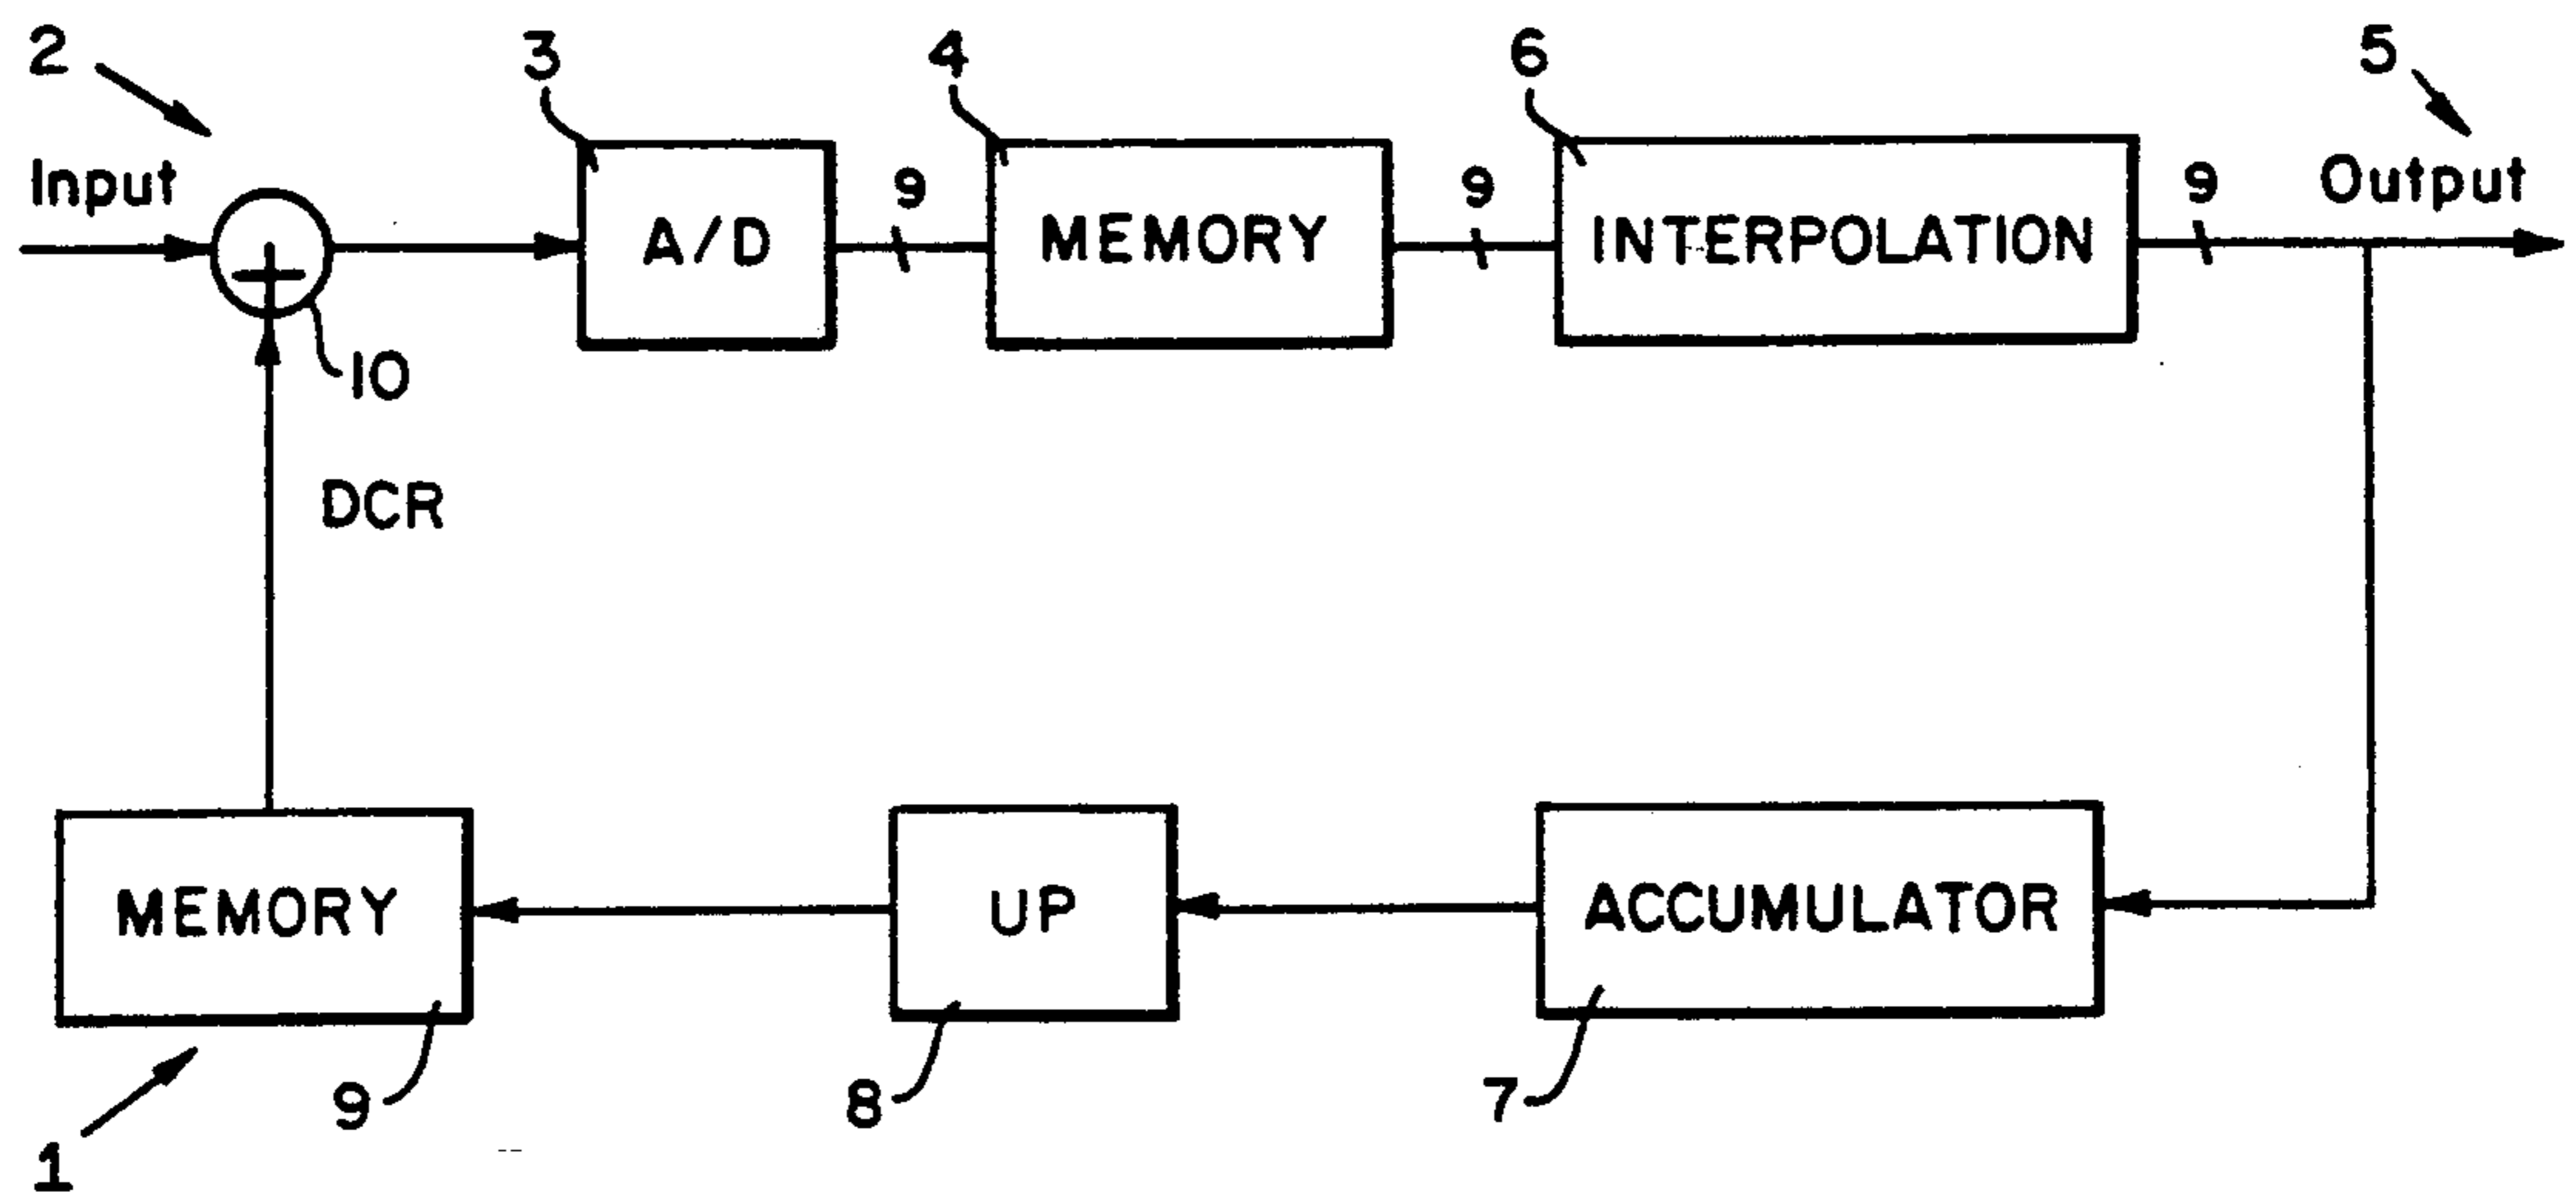 2
3
4
6
5
Input
A/D
9
MEMORY
9
INTERPOLATION
9
Output
10
DCR
MEMORY
UP
ACCUMULATOR
9
8
7
1